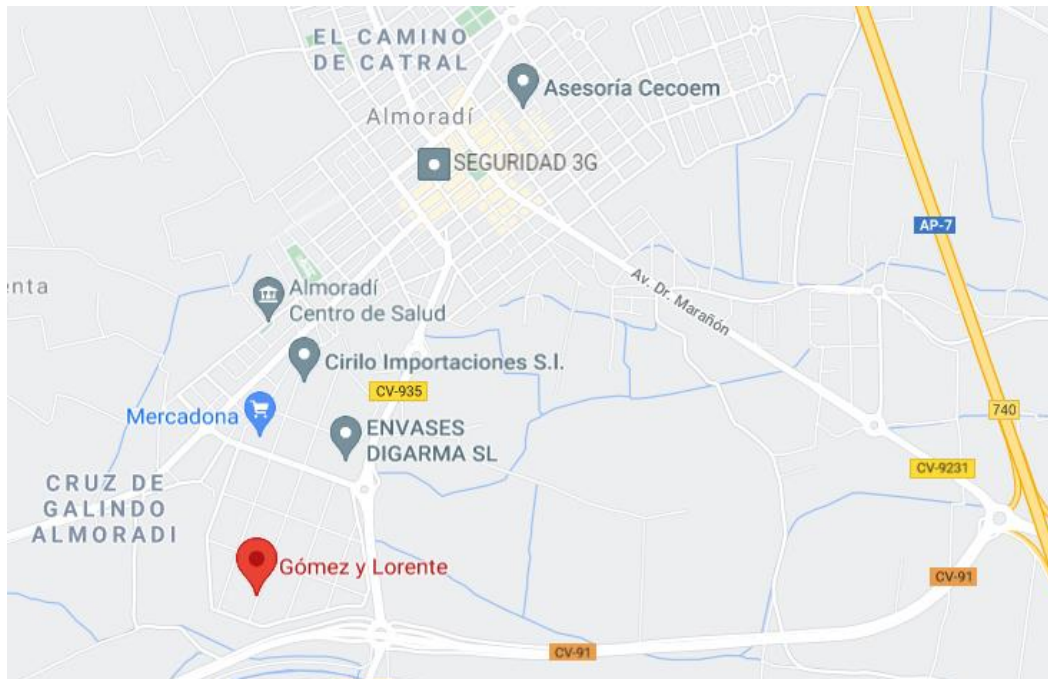 EL CAMINO
DE CATRAL
Asesoría Cecoem
Almoradí
SEGURIDAD 3G
AP-7
enta
Almoradí
Centro de Salud
Av. Dr. Marañón
Cirilo Importaciones S.l.
CV-935
740
Mercadona
ENVASES
DIGARMA SL
CV-9231
CRUZ DE
GALINDO
ALMORADI
Gómez y Lorente
CV-91
CV-91